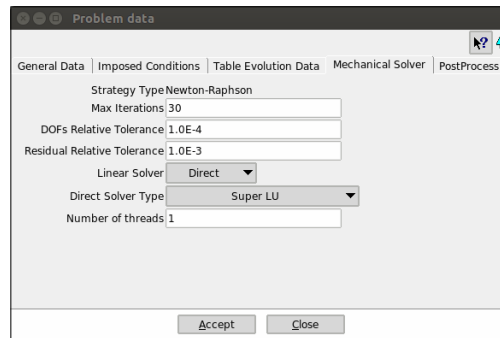 Problem data
General Data Imposed Conditions Table Evolution Data Mechanical Solver PostProcess
Strategy Type Newton-Raphson
Max Iterations 30
DOFs Relative Tolerance 1.0E-4
Residual Relative Tolerance 1.0E-3
Linear Solver Direct
Direct Solver Type Super LU
Number of threads 1
Accept Close